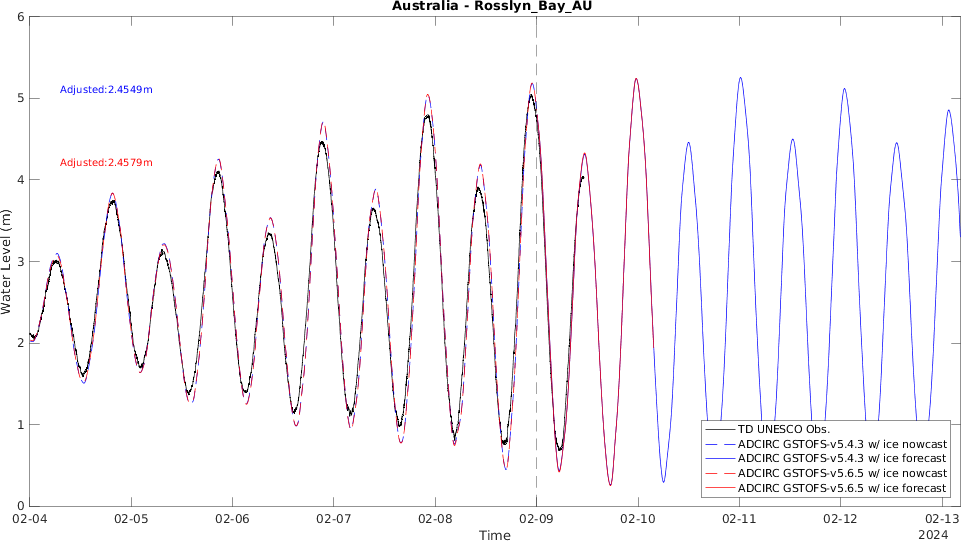 Australia - Rosslyn_Bay_AU
6
5
4
3
2
1
0
Water Level (m)
Adjusted:2.4549m
Adjusted:2.4579m
TD UNESCO Obs.
ADCIRC GSTOFS-v5.4.3 w/ ice nowcast
ADCIRC GSTOFS-v5.4.3 w/ ice forecast
ADCIRC GSTOFS-v5.6.5 w/ ice nowcast
ADCIRC GSTOFS-v5.6.5 w/ ice forecast
02-04 02-05 02-06 02-07 02-08 02-09 02-10 02-11 02-12 02-13
Time
2024